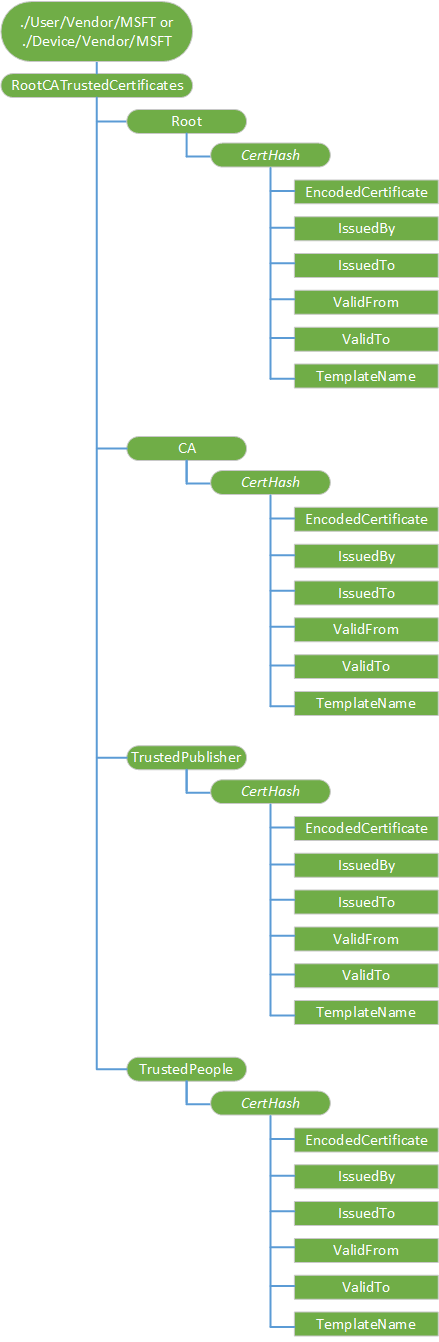 ./User/Vendor/MSFT or
./Device/Vendor/MSFT
RootCATrustedCertificates
Root
CertHash
EncodedCertificate
IssuedBy
IssuedTo
ValidFrom
ValidTo
TemplateName
CA
CertHash
EncodedCertificate
IssuedBy
IssuedTo
ValidFrom
ValidTo
TemplateName
TrustedPublisher
CertHash
EncodedCertificate
IssuedBy
IssuedTo
ValidFrom
ValidTo
TemplateName
TrustedPeople
CertHash
EncodedCertificate
IssuedBy
IssuedTo
ValidFrom
ValidTo
TemplateName